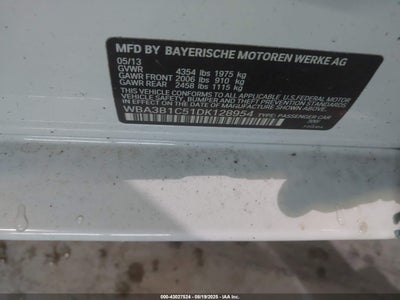 MFD BY BAYERISCHE MOTOREN WERKE AG
05/13
GVWR 4354 lbs 1975 kg
GAWR FRONT 2006 lbs 910 kg
GAWR REAR 2458 lbs 1115 kg
THIS VEHICLE CONFORMS TO ALL APPLICABLE U.S. FEDERAL MOTOR
VEHICLE SAFETY, BUMPER, AND THEFT PREVENTION STANDARDS IN EFFECT ON
THE DATE OF MANUFACTURE SHOWN ABOVE.
TYPE: PASSENGER CAR
000-43027524 - 09/19/2025 - IAA Inc.